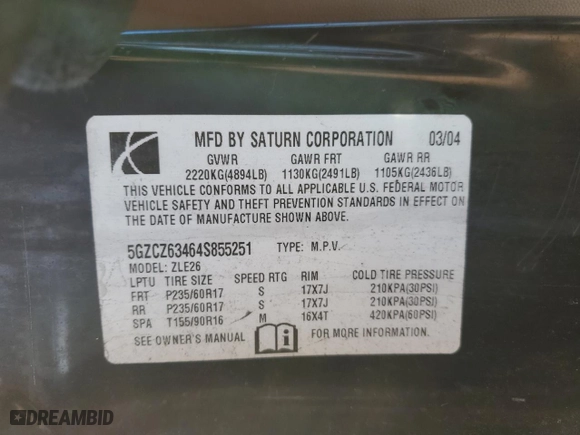 MFD BY SATURN CORPORATION 03/04
GVWR GAWR FRT GAWR RR
2220KG(4894LB) 1130KG(2491LB) 1105KG(2436LB)
THIS VEHICLE CONFORMS TO ALL APPLICABLE U.S. FEDERAL MOTOR
VEHICLE SAFETY AND THEFT PREVENTION STANDARDS IN EFFECT ON
THE DATE OF MANUFACTURE SHOWN ABOVE.
5GZCZ63464S855251 TYPE: M.P.V.
MODEL: ZLE26
LPTU TIRE SIZE SPEED RTG RIM COLD TIRE PRESSURE
FRT P235/60R17 S 17X7J 210KPA(30PSI)
RR P235/60R17 S 17X7J 210KPA(30PSI)
SPA T155/90R16 M 16X4T 420KPA(60PSI)
SEE OWNER'S MANUAL FOR MORE INFORMATION.
DREAMBID